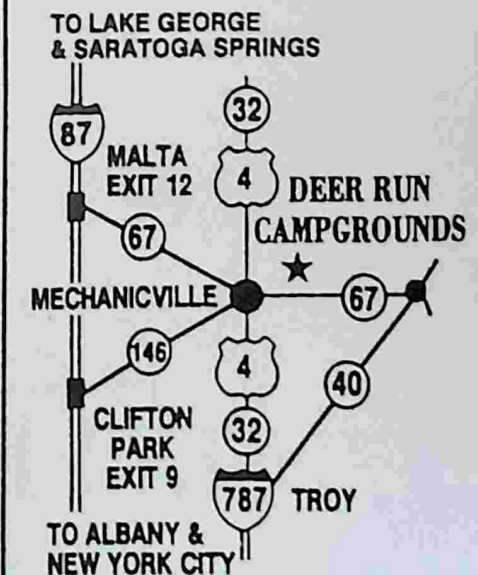 TO LAKE GEORGE
& SARATOGA SPRINGS
32
87
MALTA
EXIT 12
4
DEER RUN
CAMPGROUNDS
67
MECHANICVILLE
67
146
4
40
CLIFTON
PARK
EXIT 9
32
787
TROY
TO ALBANY &
NEW YORK CITY